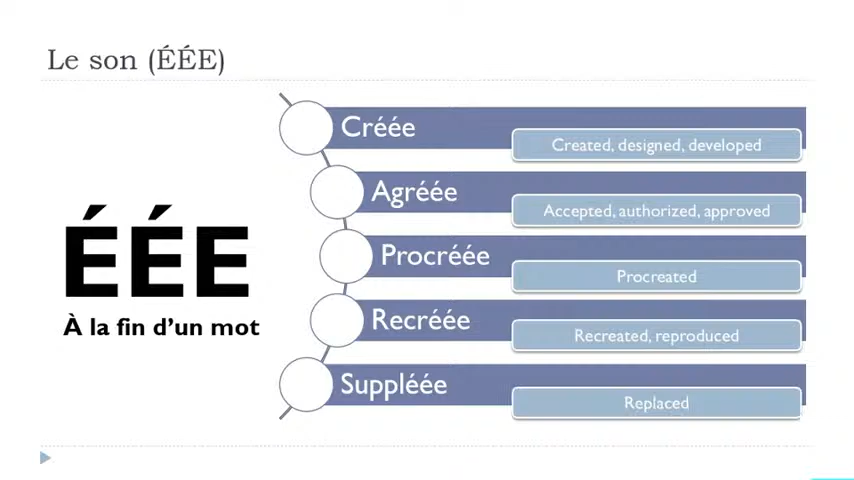 Le son (ÉÉE)
ÉÉE
À la fin d’un mot
Créée
Created, designed, developed
Agréée
Accepted, authorized, approved
Procréée
Procreated
Recréée
Recreated, reproduced
Suppléée
Replaced